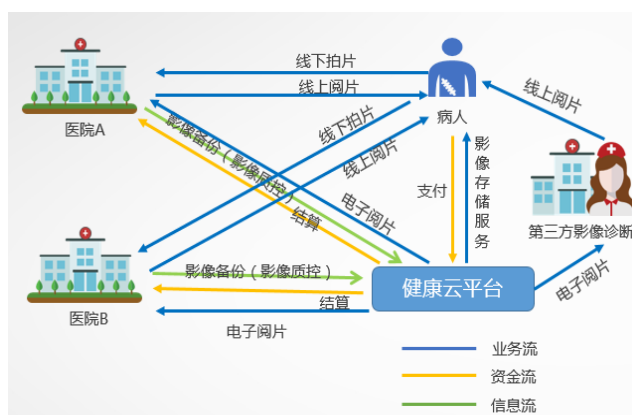 线下拍片
线上阅片
医院A
病人
线上阅片
影像备份（影像质控）
线下拍片
线上阅片
电子阅片
结算
支付
影像存储服务
第三方影像诊断
医院B
影像备份（影像质控）
结算
电子阅片
健康云平台
电子阅片
业务流
资金流
信息流